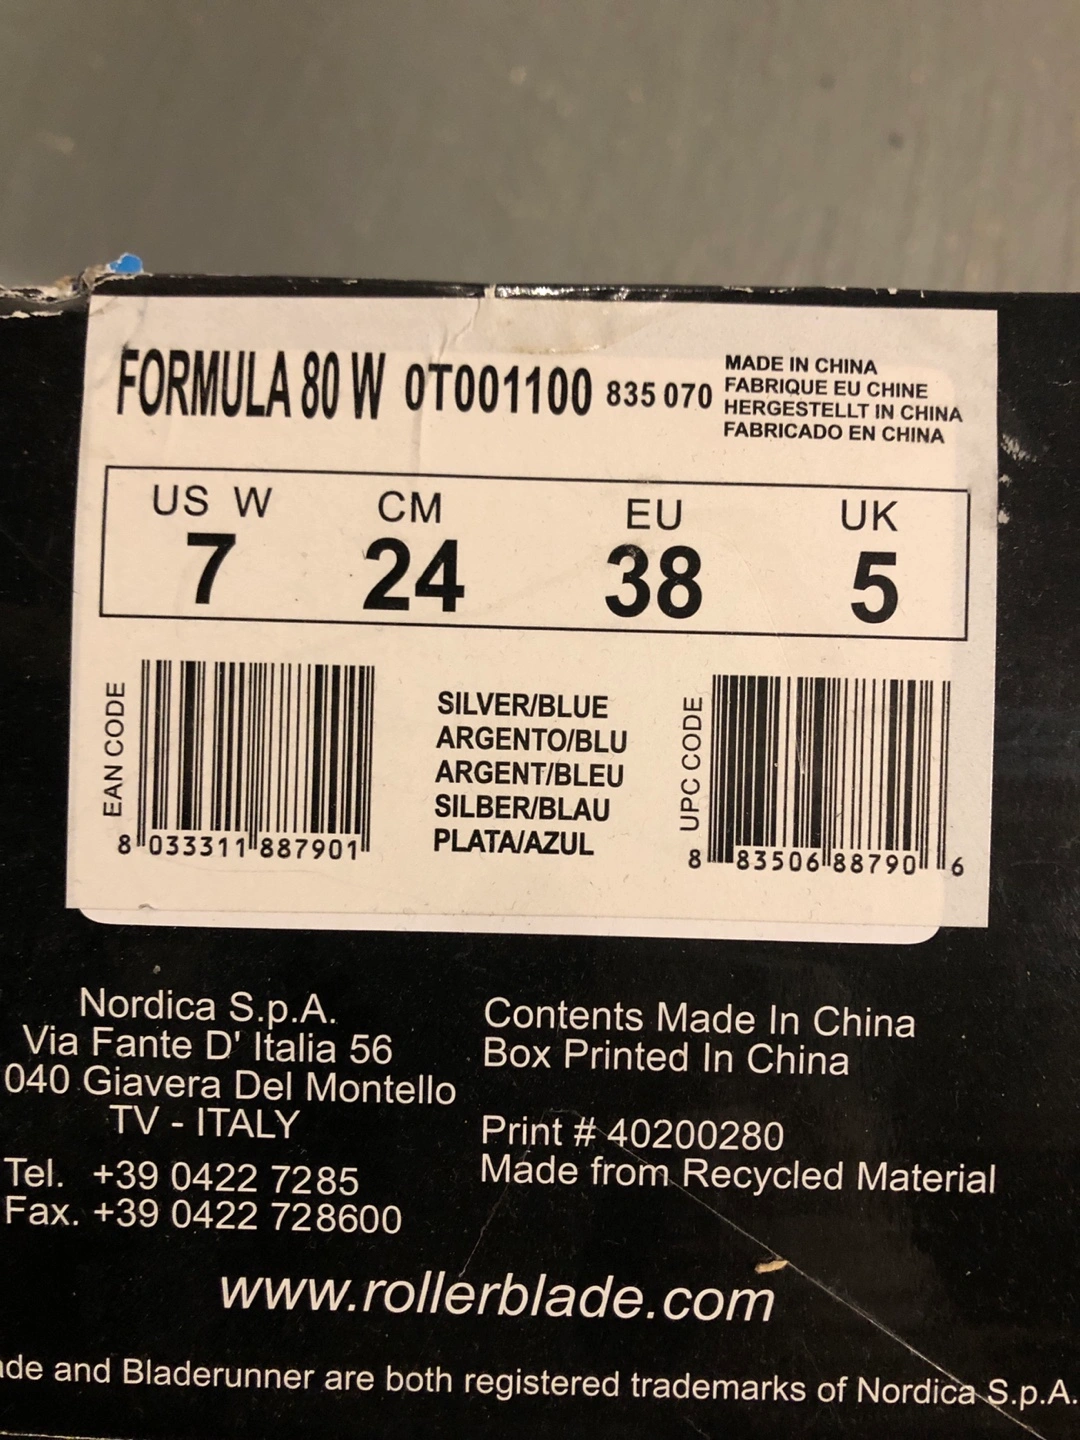 FORMULA 80 W 0T001100 835 070
MADE IN CHINA
FABRIQUE EU CHINE
HERGESTELLT IN CHINA
FABRICADO EN CHINA
US W CM EU UK
7 24 38 5
EAN CODE
8 033311 887901
SILVER/BLUE
ARGENTO/BLU
ARGENT/BLEU
SILBER/BLAU
PLATA/AZUL
UPC CODE
8 83506 88790 6
Nordica S.p.A.
Via Fante D' Italia 56
040 Giavera Del Montello
TV - ITALY
Tel. +39 0422 7285
Fax. +39 0422 728600
Contents Made In China
Box Printed In China
Print # 40200280
Made from Recycled Material
www.rollerblade.com
and Bladerunner are both registered trademarks of Nordica S.p.A.